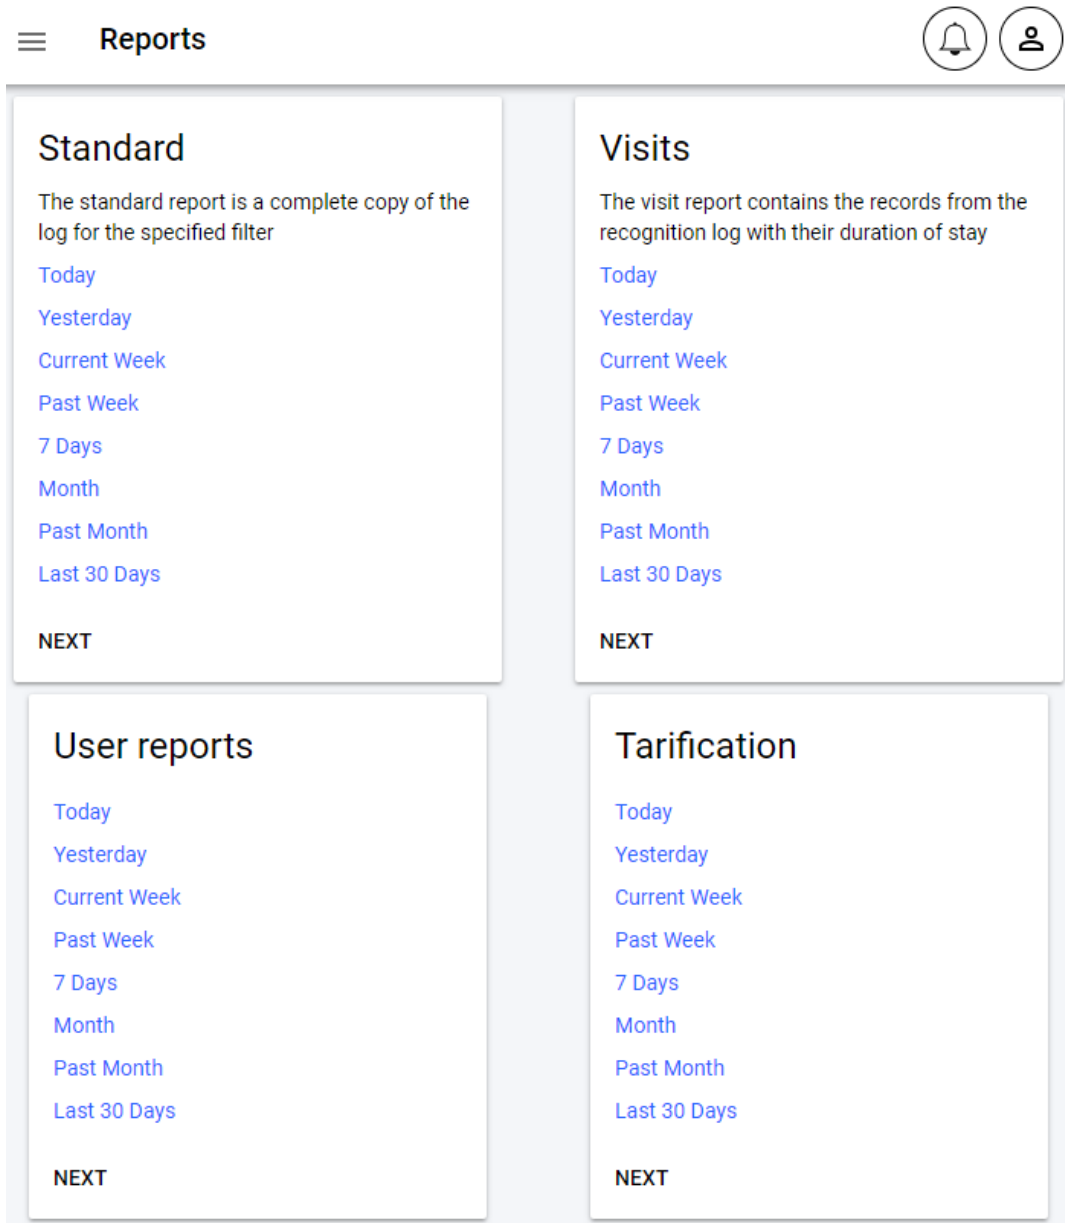 Reports
Standard
The standard report is a complete copy of the
log for the specified filter
Today
Yesterday
Current Week
Past Week
7 Days
Month
Past Month
Last 30 Days
NEXT
Visits
The visit report contains the records from the
recognition log with their duration of stay
Today
Yesterday
Current Week
Past Week
7 Days
Month
Past Month
Last 30 Days
NEXT
User reports
Today
Yesterday
Current Week
Past Week
7 Days
Month
Past Month
Last 30 Days
NEXT
Tarification
Today
Yesterday
Current Week
Past Week
7 Days
Month
Past Month
Last 30 Days
NEXT